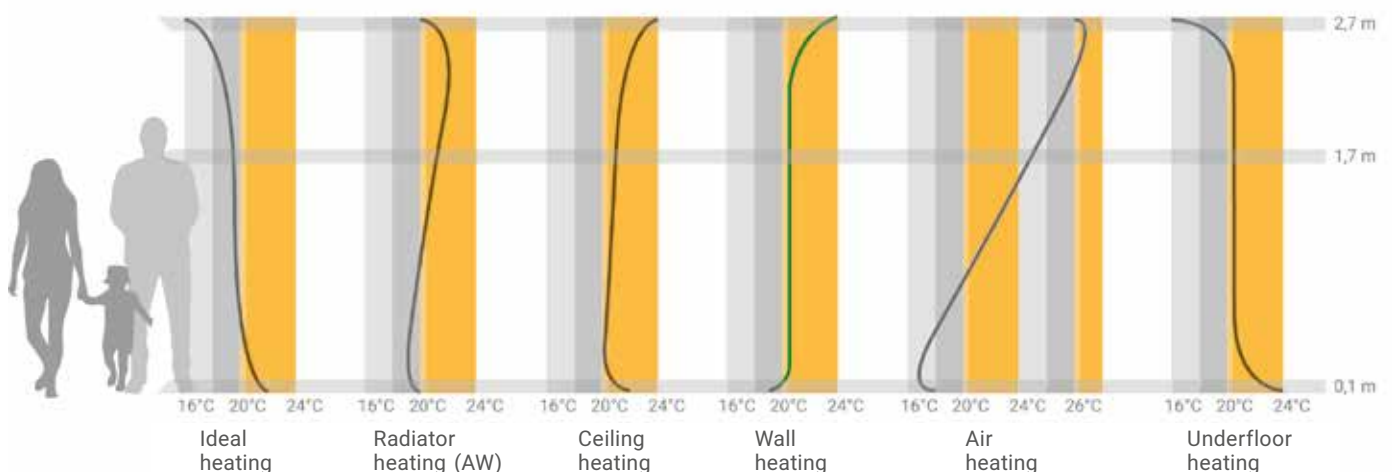 2,7 m
1,7 m
0,1 m
16°C 20°C 24°C 16°C 20°C 24°C 16°C 20°C 24°C 16°C 20°C 24°C 16°C 20°C 24°C 26°C 16°C 20°C 24°C
Ideal
heating
Radiator
heating (AW)
Ceiling
heating
Wall
heating
Air
heating
Underfloor
heating